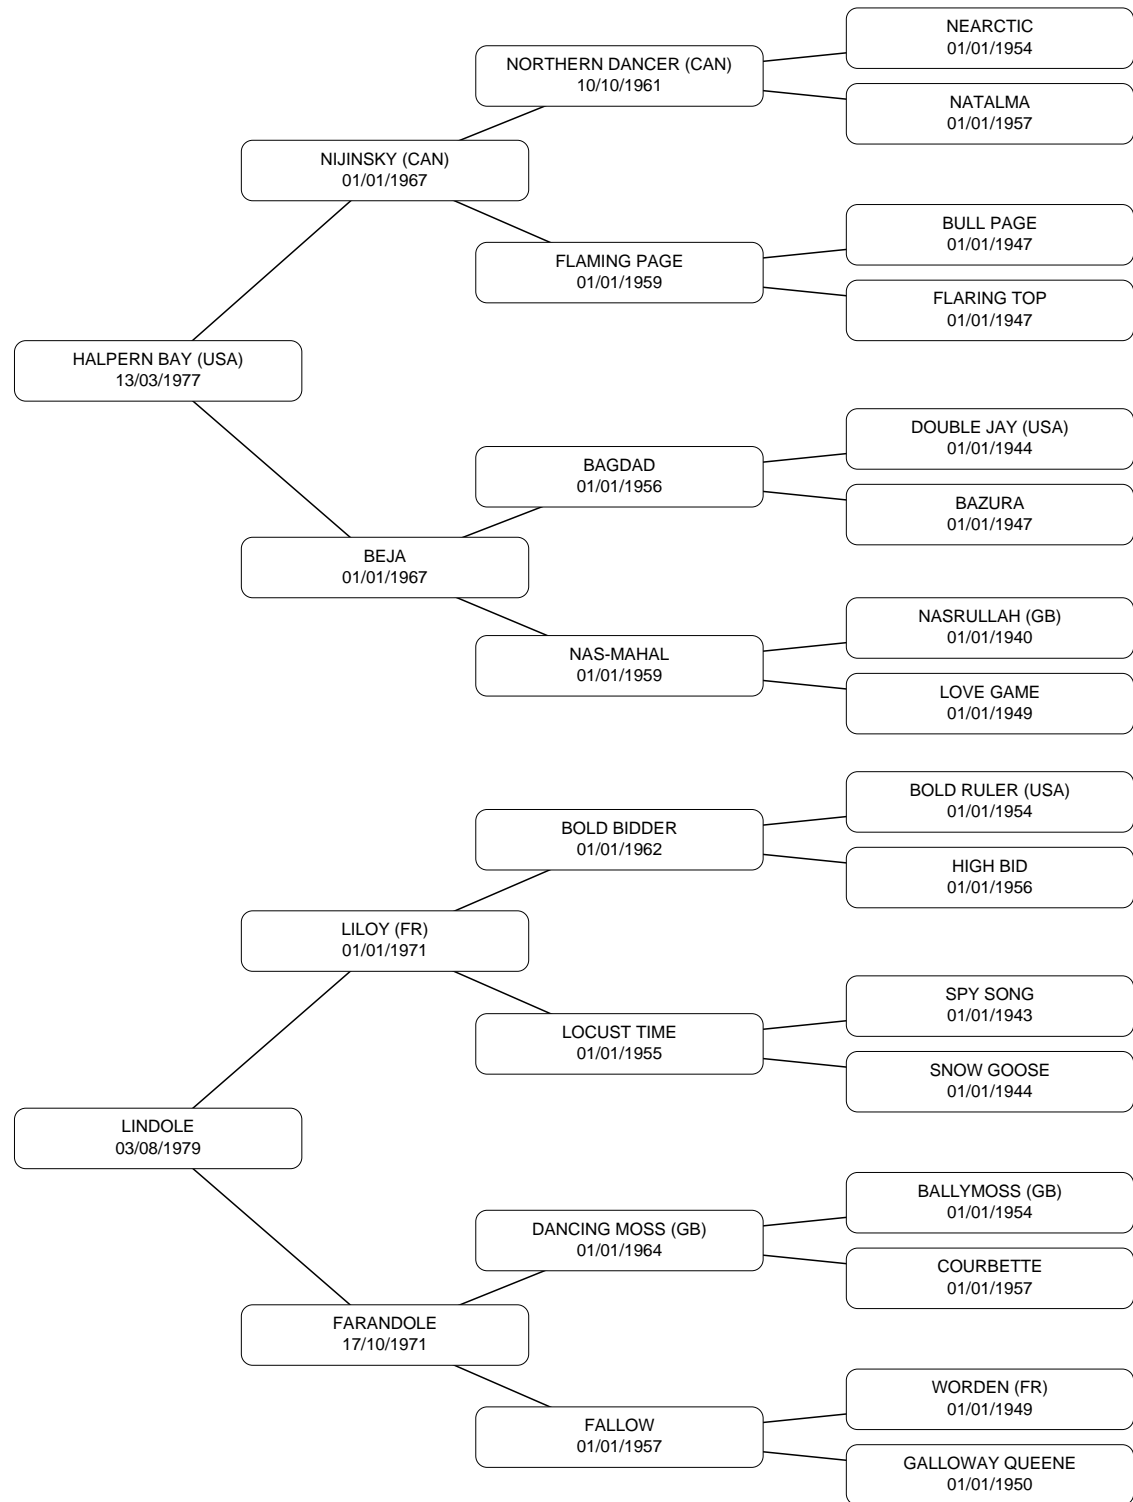 NEARCTIC
01/01/1954
NORTHERN DANCER (CAN)
10/10/1961
NATALMA
01/01/1957
NIJINSKY (CAN)
01/01/1967
BULL PAGE
01/01/1947
FLAMING PAGE
01/01/1959
FLARING TOP
01/01/1947
HALPERN BAY (USA)
13/03/1977
DOUBLE JAY (USA)
01/01/1944
BAGDAD
01/01/1956
BAZURA
01/01/1947
BEJA
01/01/1967
NASRULLAH (GB)
01/01/1940
NAS-MAHAL
01/01/1959
LOVE GAME
01/01/1949
BOLD RULER (USA)
01/01/1954
BOLD BIDDER
01/01/1962
HIGH BID
01/01/1956
LILOY (FR)
01/01/1971
SPY SONG
01/01/1943
LOCUST TIME
01/01/1955
SNOW GOOSE
01/01/1944
LINDOLE
03/08/1979
BALLYMOSS (GB)
01/01/1954
DANCING MOSS (GB)
01/01/1964
COURBETTE
01/01/1957
FARANDOLE
17/10/1971
WORDEN (FR)
01/01/1949
FALLOW
01/01/1957
GALLOWAY QUEENE
01/01/1950